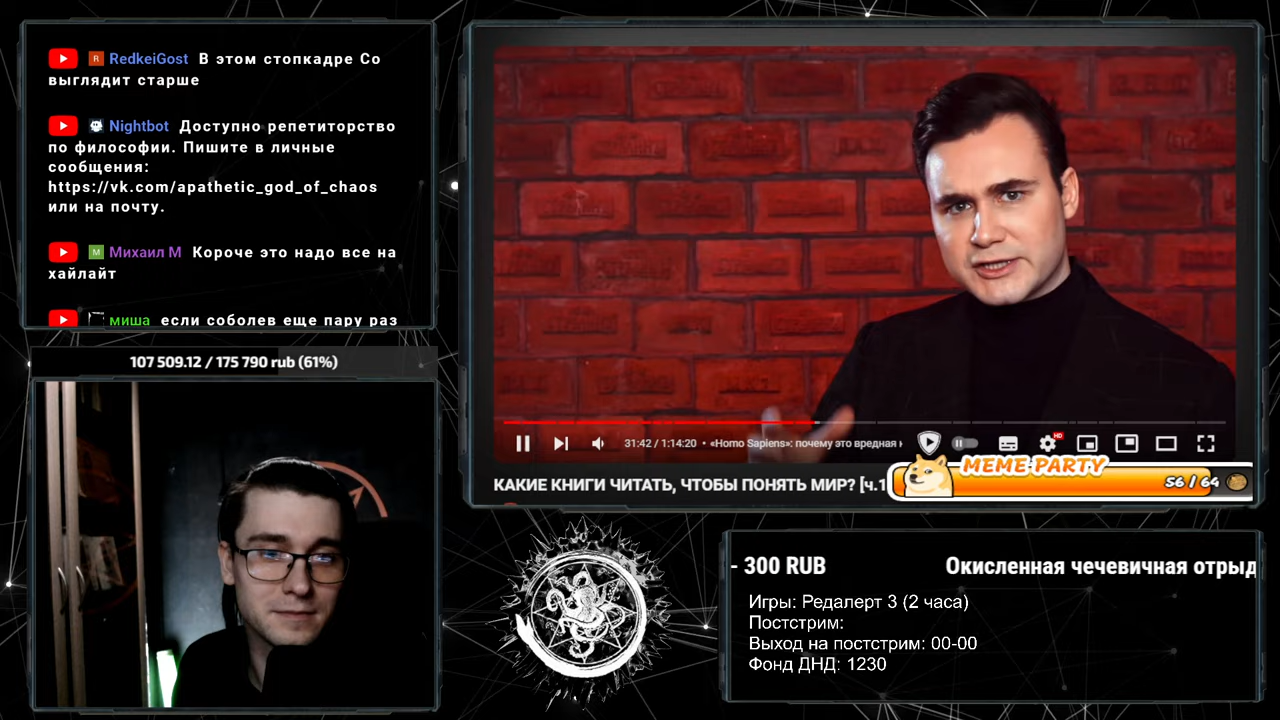 RedkeiGost В этом стопкадре Со
выглядит старше
Nightbot Доступно репетиторство
по философии. Пишите в личные
сообщения:
https://vk.com/apathetic_god_of_chaos
или на почту.
Михаил М Короче это надо все на
хайлайт
миша если соболев еще пару раз
107 509.12 / 175 790 rub (61%)
31:42 / 1:14:20 • «Homo Sapiens»: почему это вредная
HD
КАКИЕ КНИГИ ЧИТАТЬ, ЧТОБЫ ПОНЯТЬ МИР? [ч.1
MEME PARTY
56 / 64
- 300 RUB Окисленная чечевичная отрыд
Игры: Редалерт 3 (2 часа)
Постстрим:
Выход на постстрим: 00-00
Фонд ДНД: 1230